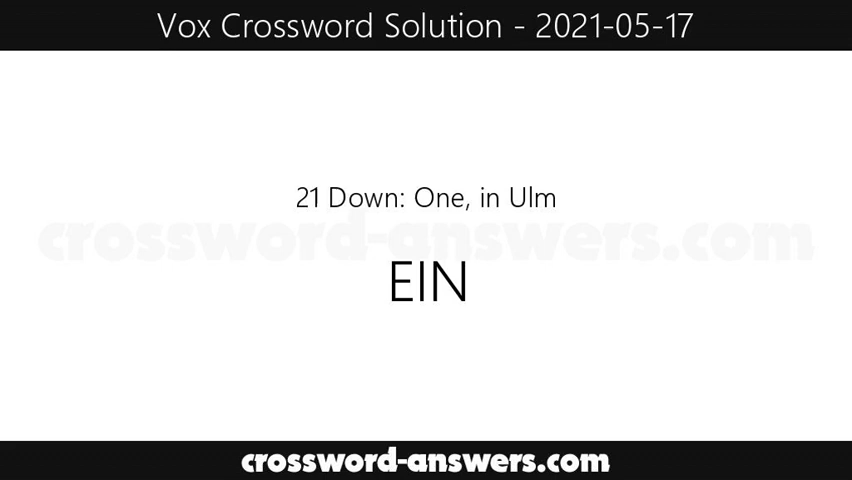 Vox Crossword Solution - 2021-05-17
21 Down: One, in Ulm
crossword-answers.com
EIN
crossword-answers.com